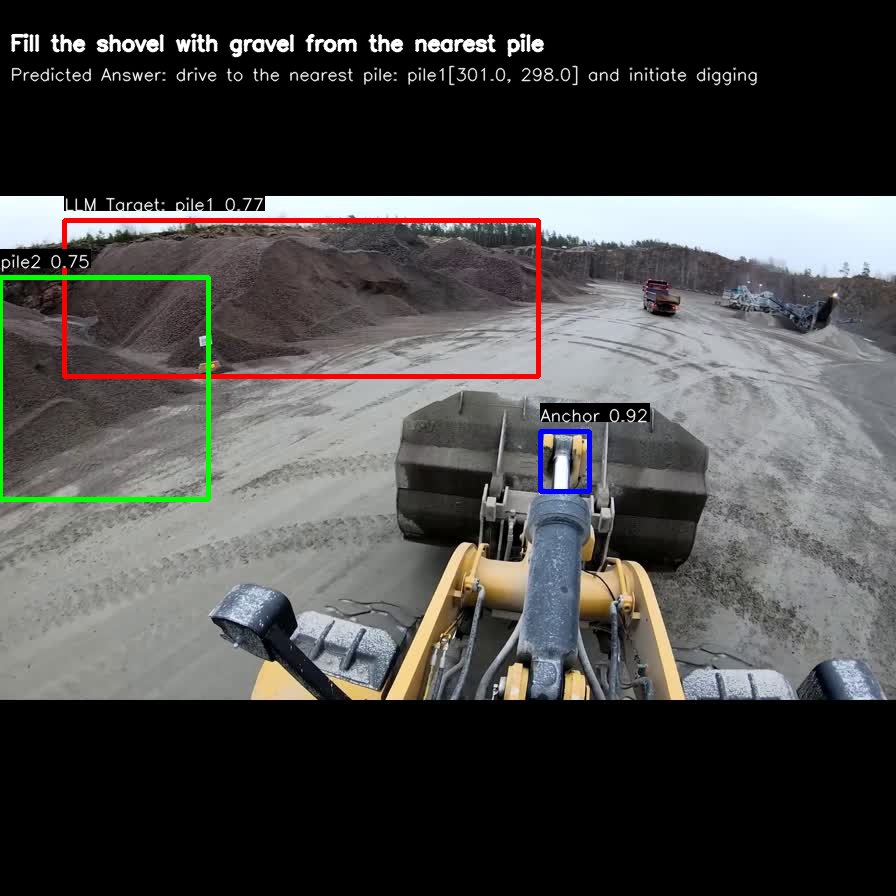 Fill the shovel with gravel from the nearest pile
Predicted Answer: drive to the nearest pile: pile1[301.0, 298.0] and initiate digging
LLM Target: pile1 0.77
pile2 0.75
Anchor 0.92